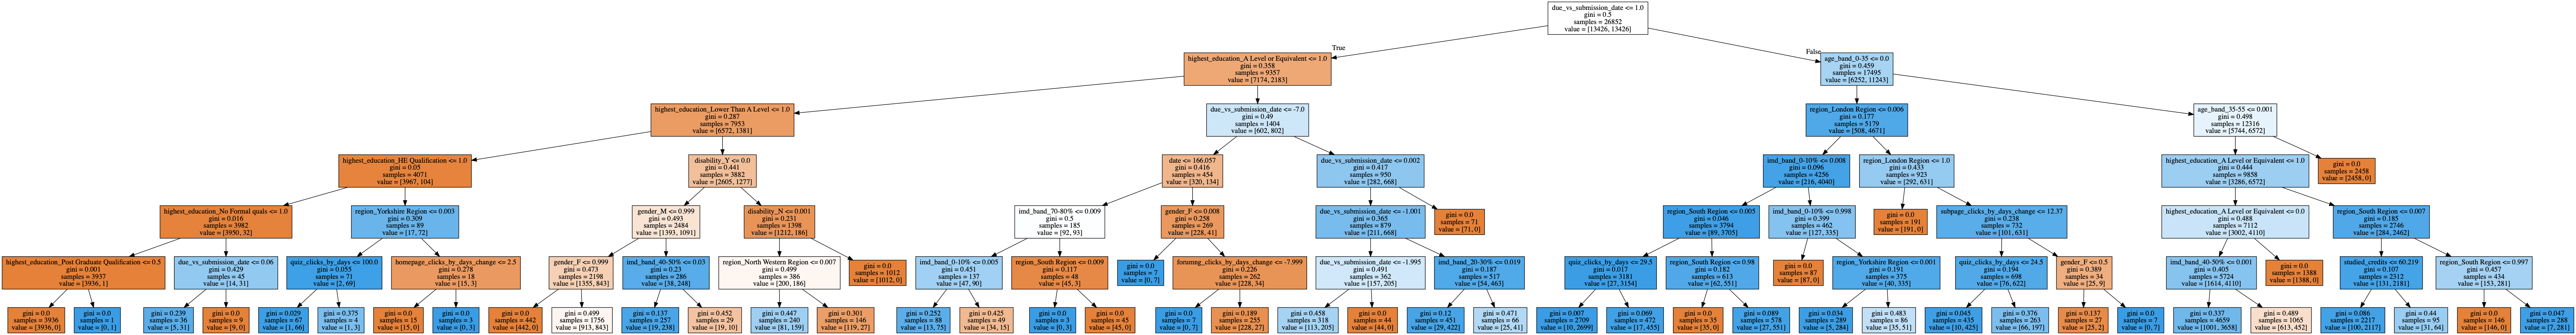 due_vs_submission_date <= 1.0
gini = 0.5
samples = 26852
value = [13426, 13426]
True
False
highest_education_A Level or Equivalent <= 1.0
gini = 0.358
samples = 9357
value = [7174, 2183]
age_band_0-35 <= 0.0
gini = 0.459
samples = 17495
value = [6252, 11243]
highest_education_Lower Than A Level <= 1.0
gini = 0.287
samples = 7953
value = [6572, 1381]
due_vs_submission_date <= -7.0
gini = 0.49
samples = 1404
value = [602, 802]
region_London Region <= 0.006
gini = 0.177
samples = 5179
value = [508, 4671]
age_band_35-55 <= 0.001
gini = 0.498
samples = 12316
value = [5744, 6572]
highest_education_HE Qualification <= 1.0
gini = 0.05
samples = 4071
value = [3967, 104]
disability_Y <= 0.0
gini = 0.441
samples = 3882
value = [2605, 1277]
date <= 166.057
gini = 0.416
samples = 454
value = [320, 134]
due_vs_submission_date <= 0.002
gini = 0.417
samples = 950
value = [282, 668]
imd_band_0-10% <= 0.008
gini = 0.096
samples = 4256
value = [216, 4040]
region_London Region <= 1.0
gini = 0.433
samples = 923
value = [292, 631]
highest_education_A Level or Equivalent <= 1.0
gini = 0.444
samples = 9858
value = [3286, 6572]
gini = 0.0
samples = 2458
value = [2458, 0]
highest_education_No Formal quals <= 1.0
gini = 0.016
samples = 3982
value = [3950, 32]
region_Yorkshire Region <= 0.003
gini = 0.309
samples = 89
value = [17, 72]
gender_M <= 0.999
gini = 0.493
samples = 2484
value = [1393, 1091]
disability_N <= 0.001
gini = 0.231
samples = 1398
value = [1212, 186]
imd_band_70-80% <= 0.009
gini = 0.5
samples = 185
value = [92, 93]
gender_F <= 0.008
gini = 0.258
samples = 269
value = [228, 41]
due_vs_submission_date <= -1.001
gini = 0.365
samples = 879
value = [211, 668]
gini = 0.0
samples = 71
value = [71, 0]
region_South Region <= 0.005
gini = 0.046
samples = 3794
value = [89, 3705]
imd_band_0-10% <= 0.998
gini = 0.399
samples = 462
value = [127, 335]
gini = 0.0
samples = 191
value = [191, 0]
subpage_clicks_by_days_change <= 12.37
gini = 0.238
samples = 732
value = [101, 631]
highest_education_A Level or Equivalent <= 0.0
gini = 0.488
samples = 7112
value = [3002, 4110]
region_South Region <= 0.007
gini = 0.185
samples = 2746
value = [284, 2462]
highest_education_Post Graduate Qualification <= 0.5
gini = 0.001
samples = 3937
value = [3936, 1]
due_vs_submission_date <= 0.06
gini = 0.429
samples = 45
value = [14, 31]
quiz_clicks_by_days <= 100.0
gini = 0.055
samples = 71
value = [2, 69]
homepage_clicks_by_days_change <= 2.5
gini = 0.278
samples = 18
value = [15, 3]
gender_F <= 0.999
gini = 0.473
samples = 2198
value = [1355, 843]
imd_band_40-50% <= 0.03
gini = 0.23
samples = 286
value = [38, 248]
region_North Western Region <= 0.007
gini = 0.499
samples = 386
value = [200, 186]
gini = 0.0
samples = 1012
value = [1012, 0]
imd_band_0-10% <= 0.005
gini = 0.451
samples = 137
value = [47, 90]
region_South Region <= 0.009
gini = 0.117
samples = 48
value = [45, 3]
gini = 0.0
samples = 7
value = [0, 7]
forumng_clicks_by_days_change <= -7.999
gini = 0.226
samples = 262
value = [228, 34]
due_vs_submission_date <= -1.995
gini = 0.491
samples = 362
value = [157, 205]
imd_band_20-30% <= 0.019
gini = 0.187
samples = 517
value = [54, 463]
gini = 0.0
samples = 44
value = [44, 0]
quiz_clicks_by_days <= 29.5
gini = 0.017
samples = 3181
value = [27, 3154]
region_South Region <= 0.98
gini = 0.182
samples = 613
value = [62, 551]
gini = 0.0
samples = 87
value = [87, 0]
region_Yorkshire Region <= 0.001
gini = 0.191
samples = 375
value = [40, 335]
quiz_clicks_by_days <= 24.5
gini = 0.194
samples = 698
value = [76, 622]
gender_F <= 0.5
gini = 0.389
samples = 34
value = [25, 9]
imd_band_40-50% <= 0.001
gini = 0.405
samples = 5724
value = [1614, 4110]
gini = 0.0
samples = 1388
value = [1388, 0]
studied_credits <= 60.219
gini = 0.107
samples = 2312
value = [131, 2181]
region_South Region <= 0.997
gini = 0.457
samples = 434
value = [153, 281]
gini = 0.0
samples = 3936
value = [3936, 0]
gini = 0.0
samples = 1
value = [0, 1]
gini = 0.239
samples = 36
value = [5, 31]
gini = 0.0
samples = 9
value = [9, 0]
gini = 0.029
samples = 67
value = [1, 66]
gini = 0.375
samples = 4
value = [1, 3]
gini = 0.0
samples = 15
value = [15, 0]
gini = 0.0
samples = 3
value = [0, 3]
gini = 0.0
samples = 442
value = [442, 0]
gini = 0.499
samples = 1756
value = [913, 843]
gini = 0.137
samples = 257
value = [19, 238]
gini = 0.452
samples = 29
value = [19, 10]
gini = 0.447
samples = 240
value = [81, 159]
gini = 0.301
samples = 146
value = [119, 27]
gini = 0.252
samples = 88
value = [13, 75]
gini = 0.425
samples = 49
value = [34, 15]
gini = 0.0
samples = 3
value = [0, 3]
gini = 0.0
samples = 45
value = [45, 0]
gini = 0.0
samples = 7
value = [0, 7]
gini = 0.189
samples = 255
value = [228, 27]
gini = 0.458
samples = 318
value = [113, 205]
gini = 0.12
samples = 451
value = [29, 422]
gini = 0.471
samples = 66
value = [25, 41]
gini = 0.007
samples = 2709
value = [10, 2699]
gini = 0.069
samples = 472
value = [17, 455]
gini = 0.0
samples = 35
value = [35, 0]
gini = 0.089
samples = 578
value = [27, 551]
gini = 0.034
samples = 289
value = [5, 284]
gini = 0.483
samples = 86
value = [35, 51]
gini = 0.045
samples = 435
value = [10, 425]
gini = 0.376
samples = 263
value = [66, 197]
gini = 0.137
samples = 27
value = [25, 2]
gini = 0.0
samples = 7
value = [0, 7]
gini = 0.337
samples = 4659
value = [1001, 3658]
gini = 0.489
samples = 1065
value = [613, 452]
gini = 0.086
samples = 2217
value = [100, 2117]
gini = 0.44
samples = 95
value = [31, 64]
gini = 0.0
samples = 146
value = [146, 0]
gini = 0.047
samples = 288
value = [7, 281]